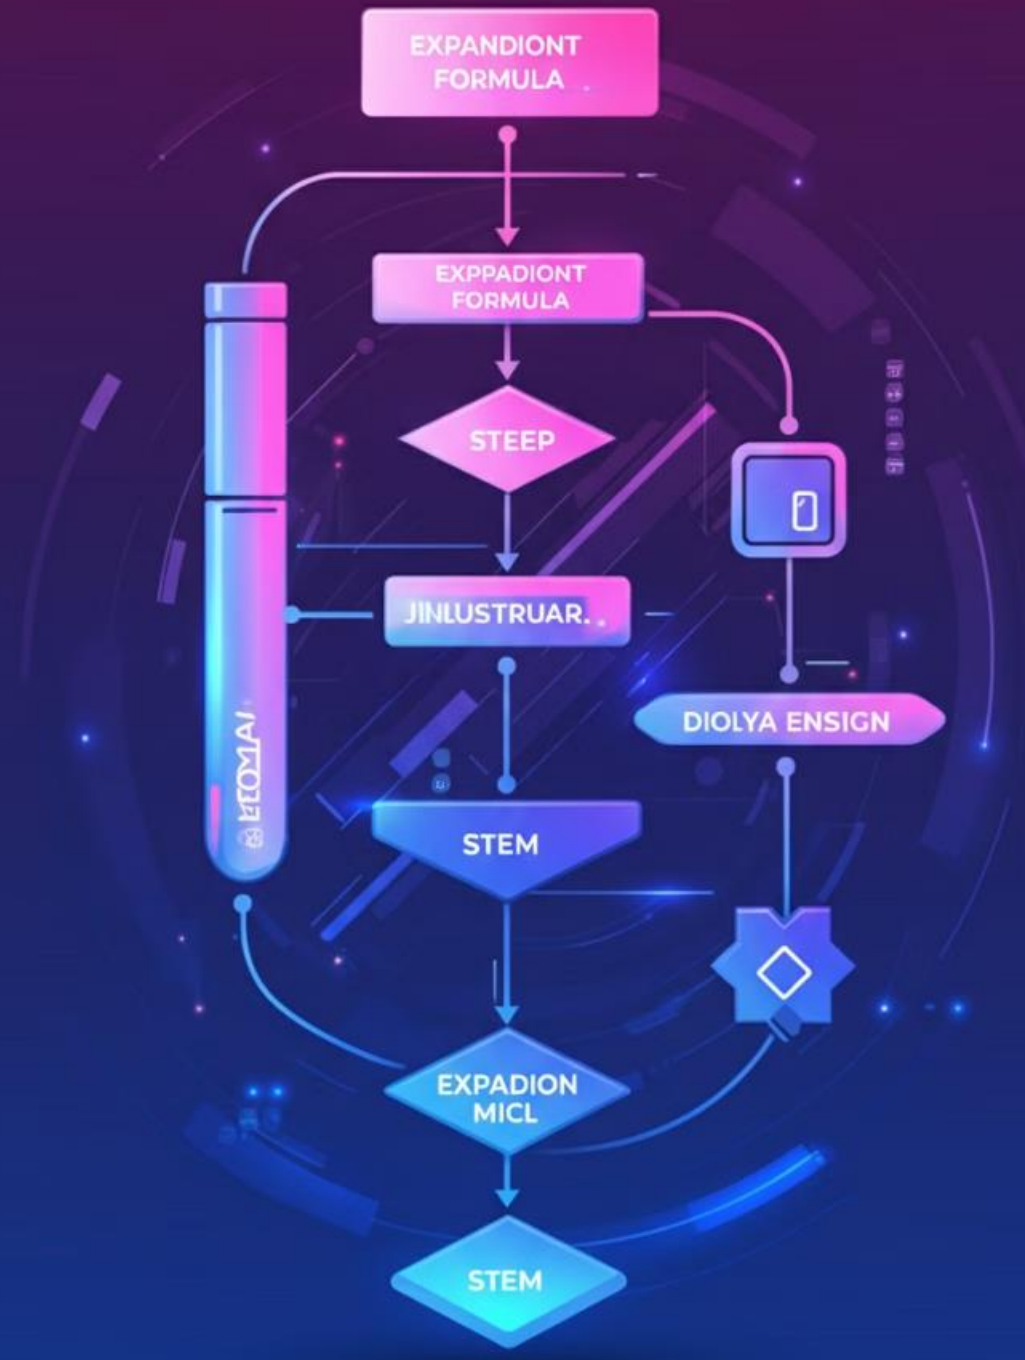 EXPANDIONT
FORMULA
EXPPADIONT
FORMULA
STEEP
JINLUSTRUAR.
DIOLYA ENSIGN
STEM
EXPADION
MICL
STEM